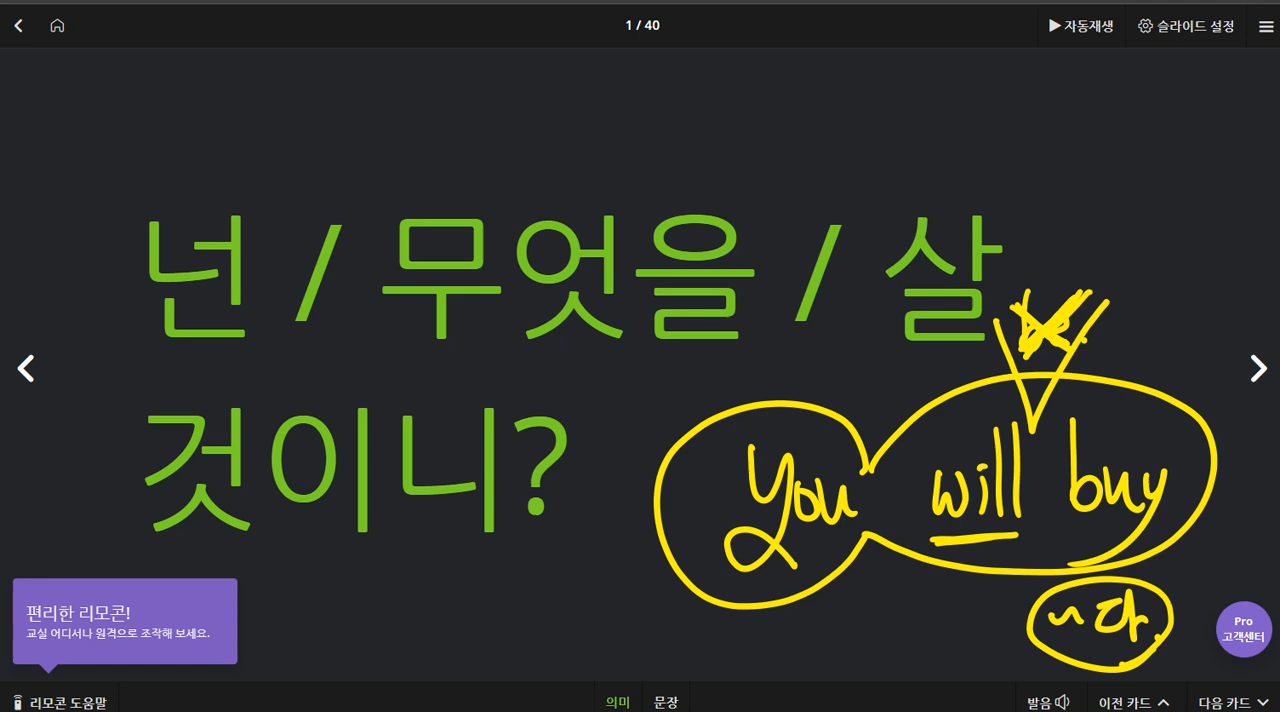 1 / 40
자동재생
슬라이드 설정
넌 / 무엇을 / 살
것이니?
You will buy
~다
편리한 리모콘!
교실 어디서나 원격으로 조작해 보세요.
Pro
고객센터
리모콘 도움말
의미
문장
발음
이전 카드
다음 카드